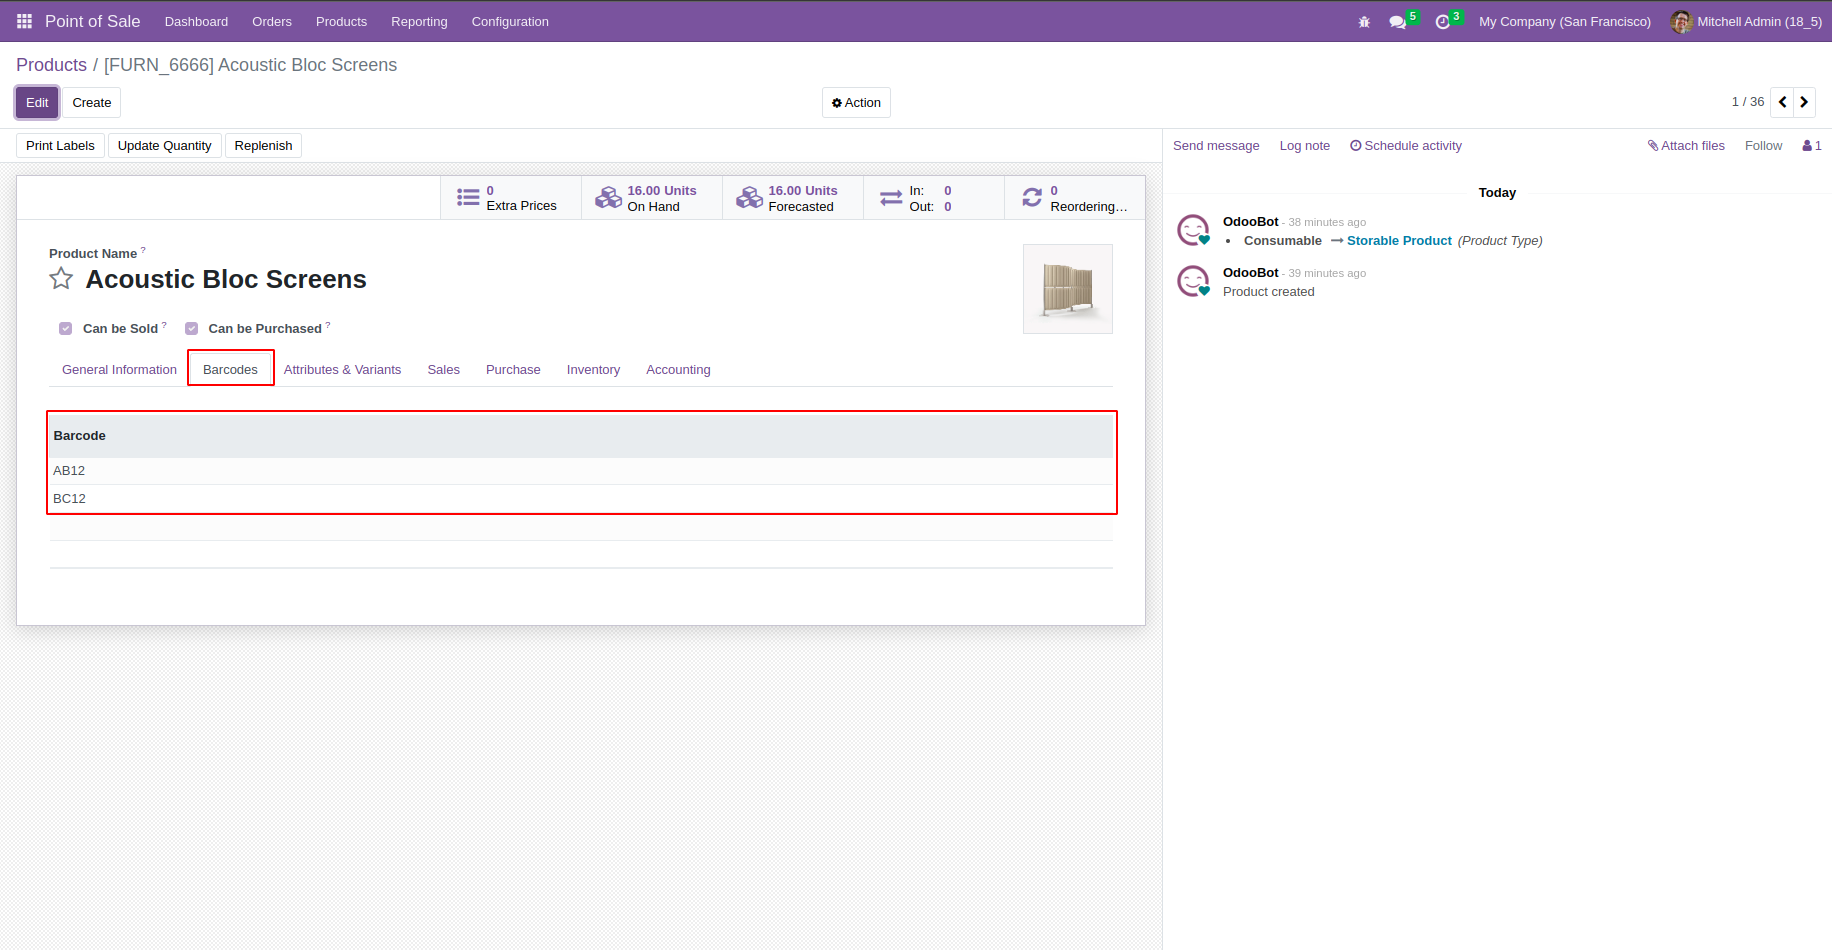 Point of Sale Dashboard Orders Products Reporting Configuration 5 3 My Company (San Francisco) Mitchell Admin (18_5)
Products / [FURN_6666] Acoustic Bloc Screens
Edit Create Action 1 / 36
Print Labels Update Quantity Replenish
0
Extra Prices
16.00 Units
On Hand
16.00 Units
Forecasted
In: 0
Out: 0
0
Reordering...
Product Name ?
Acoustic Bloc Screens
Can be Sold ? Can be Purchased ?
General Information Barcodes Attributes & Variants Sales Purchase Inventory Accounting
Barcode
AB12
BC12
Send message Log note Schedule activity Attach files Follow 1
Today
OdooBot - 38 minutes ago
• Consumable → Storable Product (Product Type)
OdooBot - 39 minutes ago
Product created